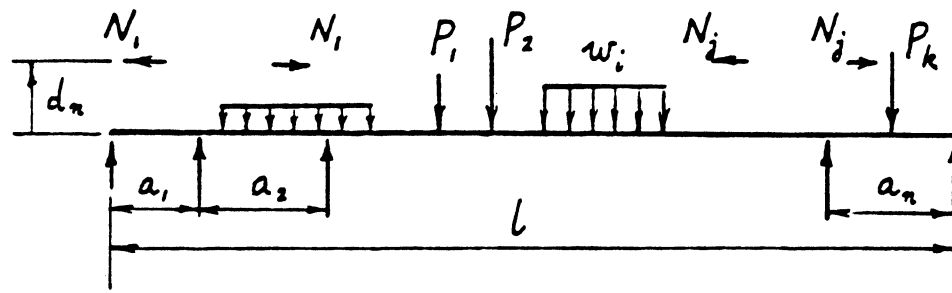 N₁ N₁ P₁ P₂ wᵢ Nⱼ Nⱼ Pₖ
dₙ
a₁ a₂ aₙ
l